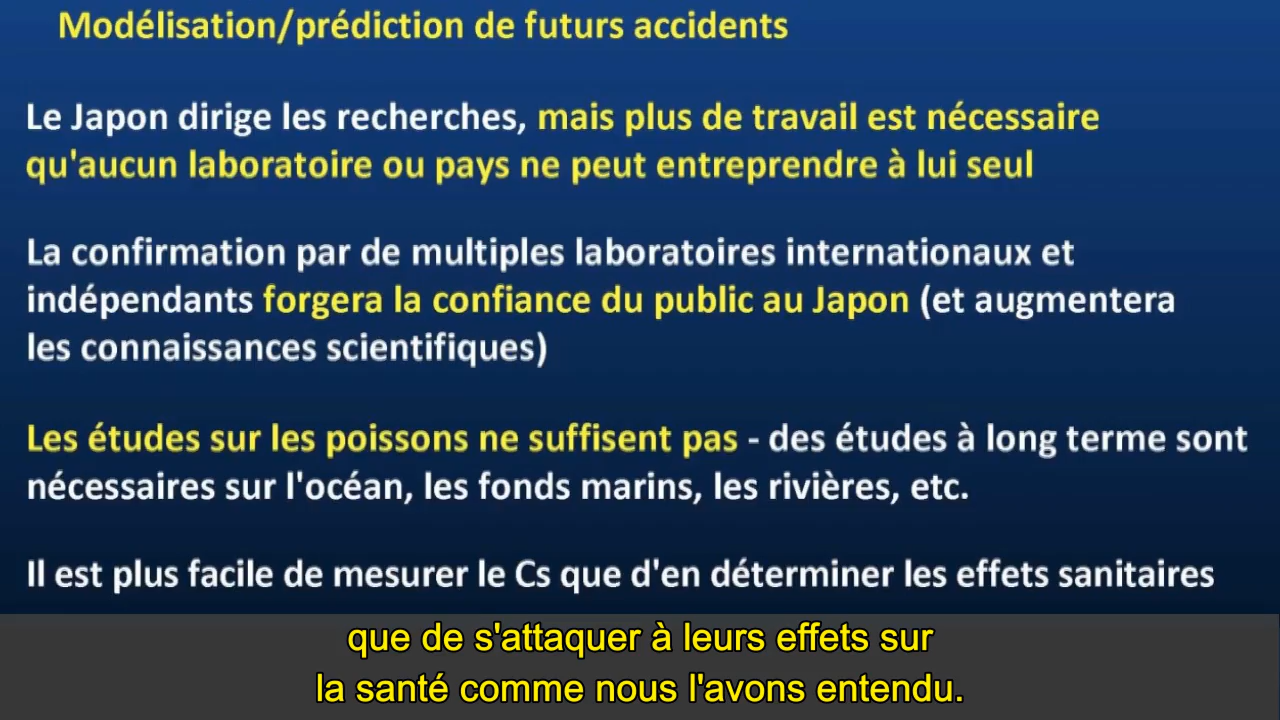 Modélisation/prédiction de futurs accidents
Le Japon dirige les recherches, mais plus de travail est nécessaire
qu'aucun laboratoire ou pays ne peut entreprendre à lui seul
La confirmation par de multiples laboratoires internationaux et
indépendants forgera la confiance du public au Japon (et augmentera
les connaissances scientifiques)
Les études sur les poissons ne suffisent pas - des études à long terme sont
nécessaires sur l'océan, les fonds marins, les rivières, etc.
Il est plus facile de mesurer le Cs que d'en déterminer les effets sanitaires
que de s'attaquer à leurs effets sur
la santé comme nous l'avons entendu.